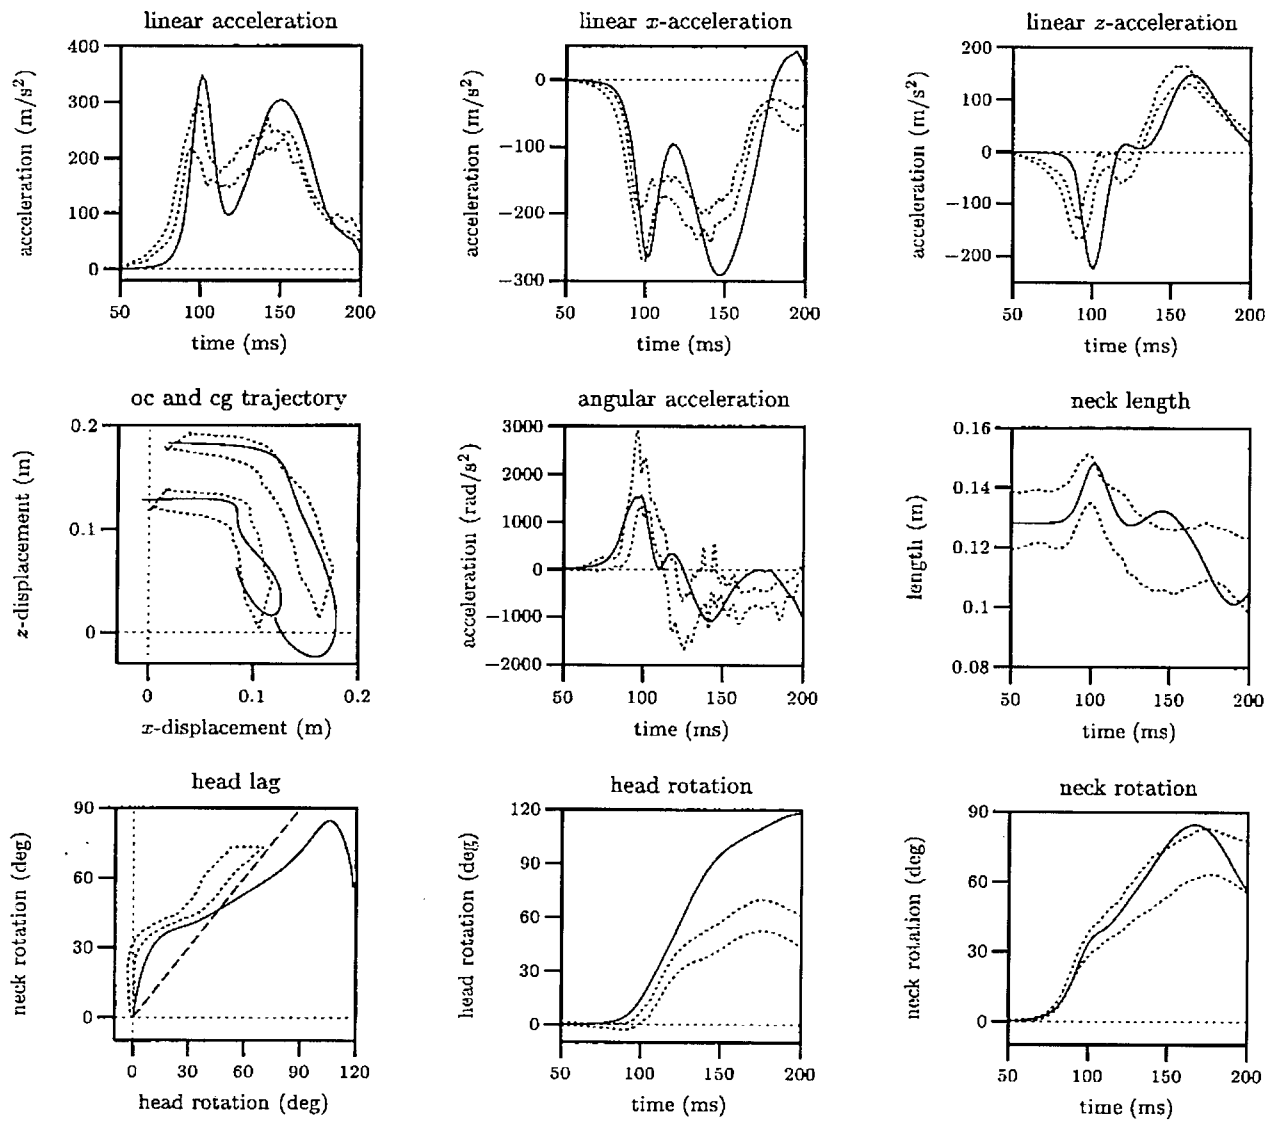 linear acceleration
acceleration (m/s²)
400
300
200
100
0
50 100 150 200
time (ms)
linear x-acceleration
acceleration (m/s²)
0
−100
−200
−300
50 100 150 200
time (ms)
linear z-acceleration
acceleration (m/s²)
200
100
0
−100
−200
50 100 150 200
time (ms)
oc and cg trajectory
z-displacement (m)
0.2
0.1
0
0 0.1 0.2
x-displacement (m)
angular acceleration
acceleration (rad/s²)
3000
2000
1000
0
−1000
−2000
50 100 150 200
time (ms)
neck length
length (m)
0.16
0.14
0.12
0.1
0.08
50 100 150 200
time (ms)
head lag
neck rotation (deg)
90
60
30
0
0 30 60 90 120
head rotation (deg)
head rotation
head rotation (deg)
120
90
60
30
0
50 100 150 200
time (ms)
neck rotation
neck rotation (deg)
90
60
30
0
50 100 150 200
time (ms)